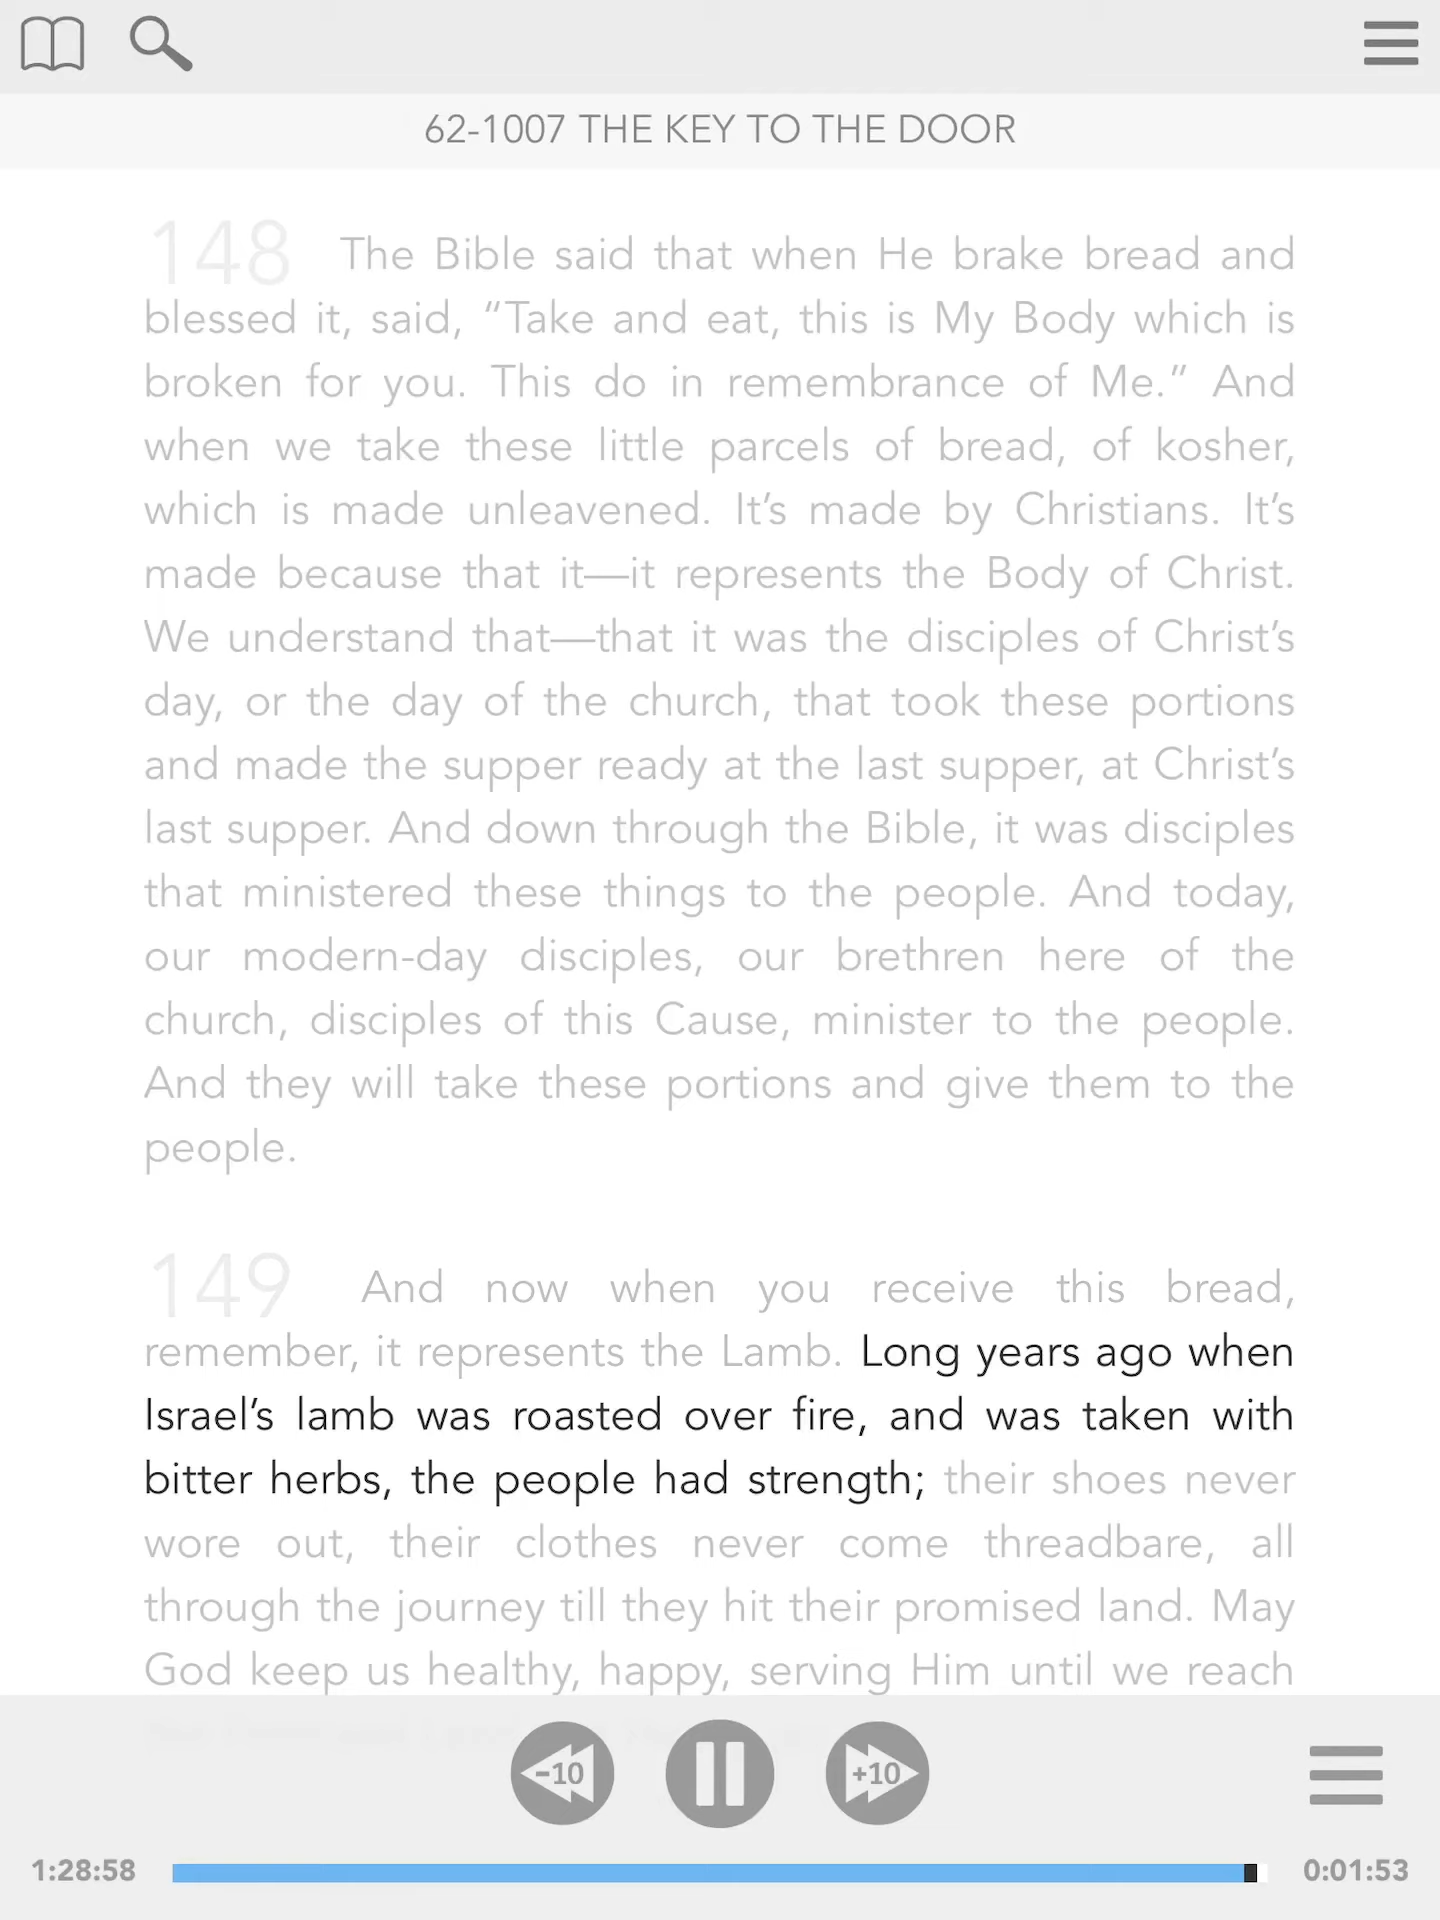 62-1007 THE KEY TO THE DOOR
148 The Bible said that when He brake bread and
blessed it, said, “Take and eat, this is My Body which is
broken for you. This do in remembrance of Me.” And
when we take these little parcels of bread, of kosher,
which is made unleavened. It’s made by Christians. It’s
made because that it—it represents the Body of Christ.
We understand that—that it was the disciples of Christ’s
day, or the day of the church, that took these portions
and made the supper ready at the last supper, at Christ’s
last supper. And down through the Bible, it was disciples
that ministered these things to the people. And today,
our modern-day disciples, our brethren here of the
church, disciples of this Cause, minister to the people.
And they will take these portions and give them to the
people.
149 And now when you receive this bread,
remember, it represents the Lamb. Long years ago when
Israel’s lamb was roasted over fire, and was taken with
bitter herbs, the people had strength; their shoes never
wore out, their clothes never come threadbare, all
through the journey till they hit their promised land. May
God keep us healthy, happy, serving Him until we reach
-10 +10
1:28:58 0:01:53